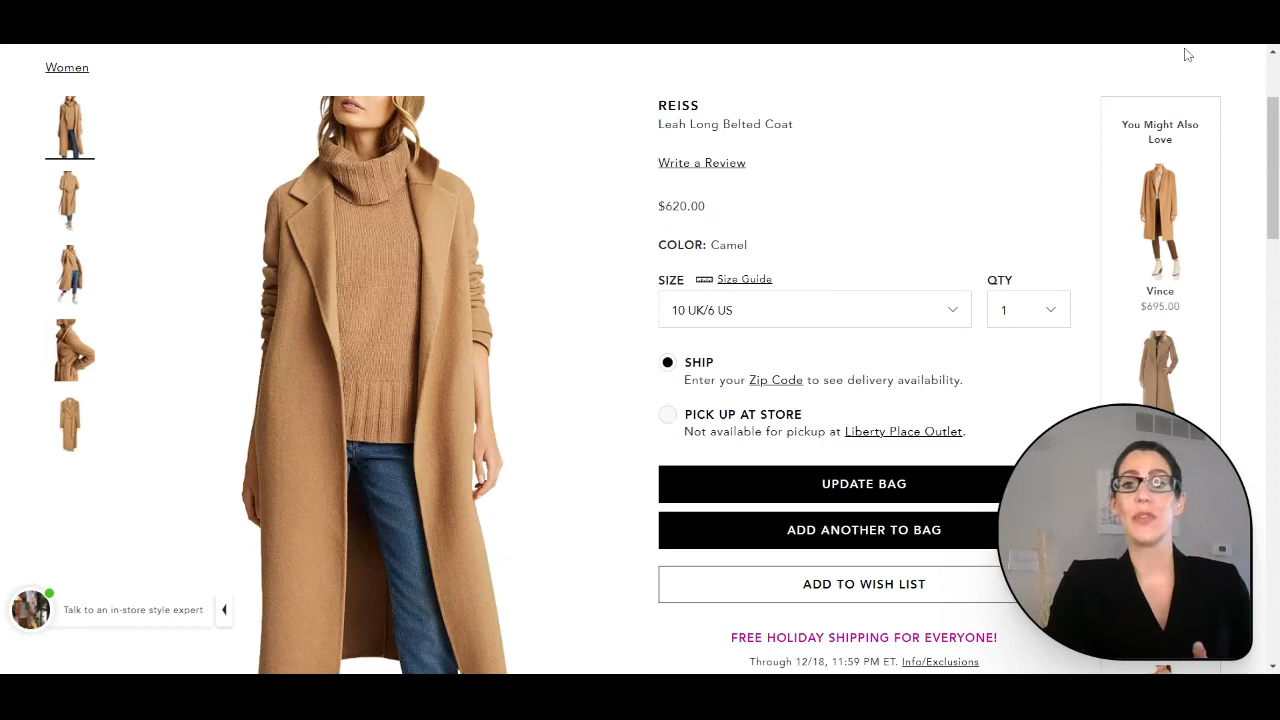 Women
REISS
Leah Long Belted Coat
Write a Review
$620.00
COLOR: Camel
SIZE Size Guide
QTY
10 UK/6 US
1
SHIP
Enter your Zip Code to see delivery availability.
PICK UP AT STORE
Not available for pickup at Liberty Place Outlet.
UPDATE BAG
ADD ANOTHER TO BAG
ADD TO WISH LIST
FREE HOLIDAY SHIPPING FOR EVERYONE!
Through 12/18, 11:59 PM ET. Info/Exclusions
You Might Also
Love
Vince
$695.00
Talk to an in-store style expert